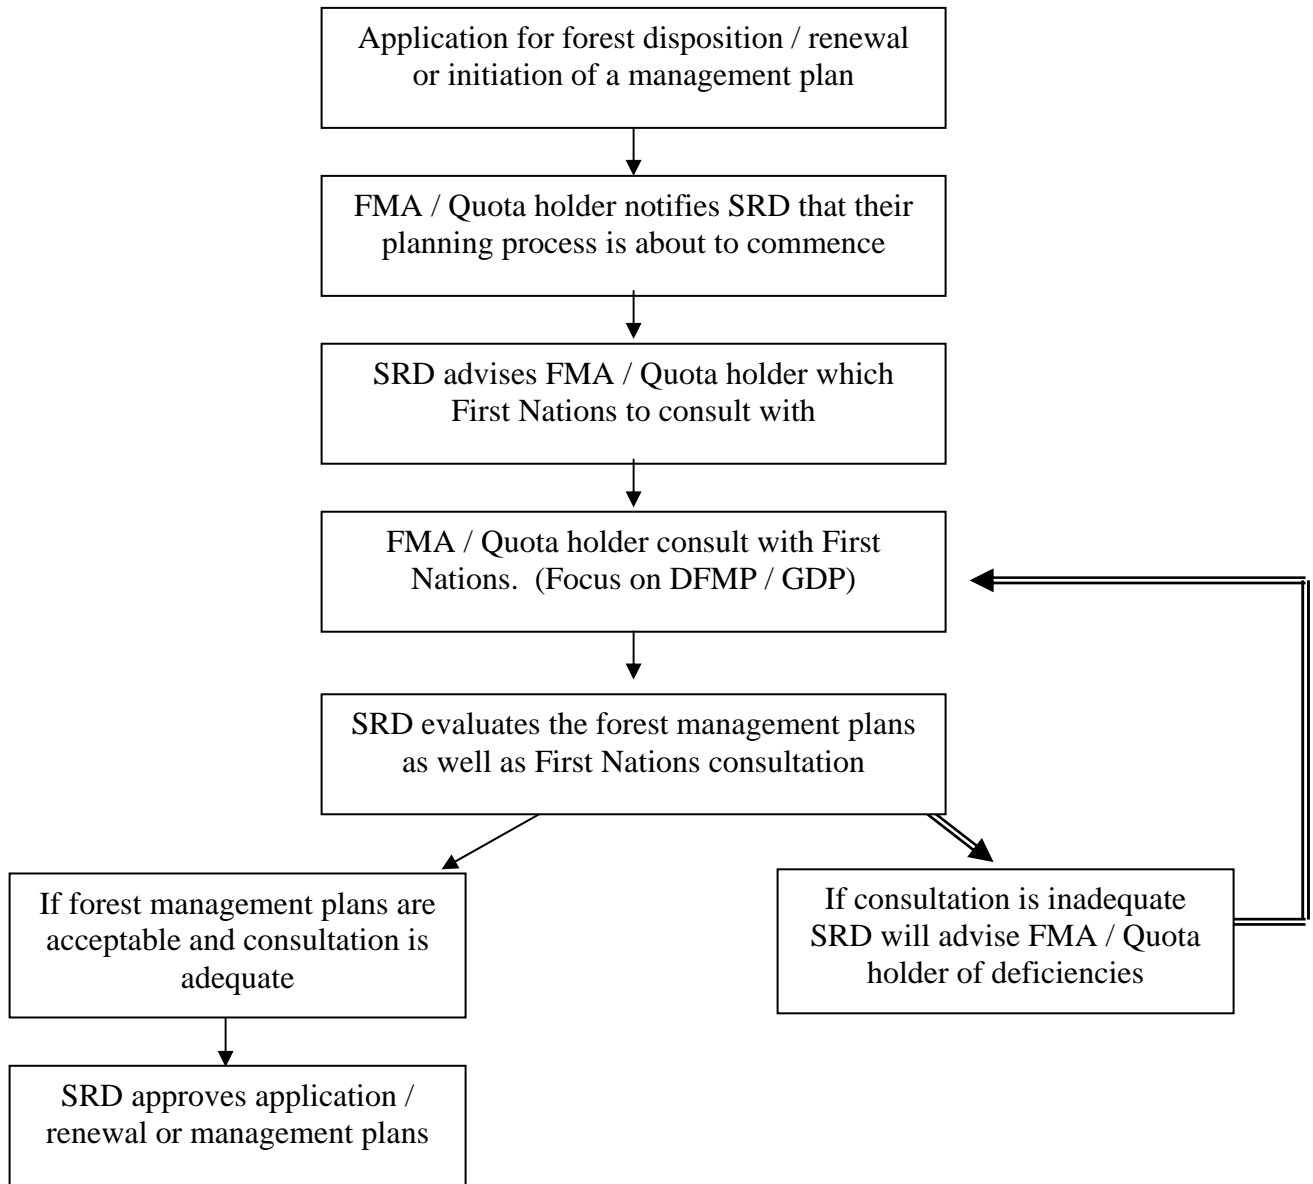 Application for forest disposition / renewal
or initiation of a management plan
FMA / Quota holder notifies SRD that their
planning process is about to commence
SRD advises FMA / Quota holder which
First Nations to consult with
FMA / Quota holder consult with First
Nations.  (Focus on DFMP / GDP)
SRD evaluates the forest management plans
as well as First Nations consultation
If forest management plans are
acceptable and consultation is
adequate
If consultation is inadequate
SRD will advise FMA / Quota
holder of deficiencies
SRD approves application /
renewal or management plans